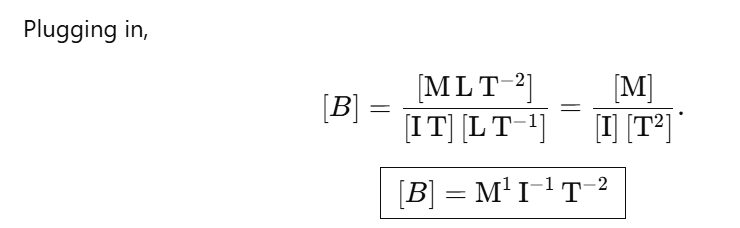 Plugging in,
[B] = [M L T⁻²] / [I T] [L T⁻¹] = [M] / [I] [T²].
[B] = M¹ I⁻¹ T⁻²